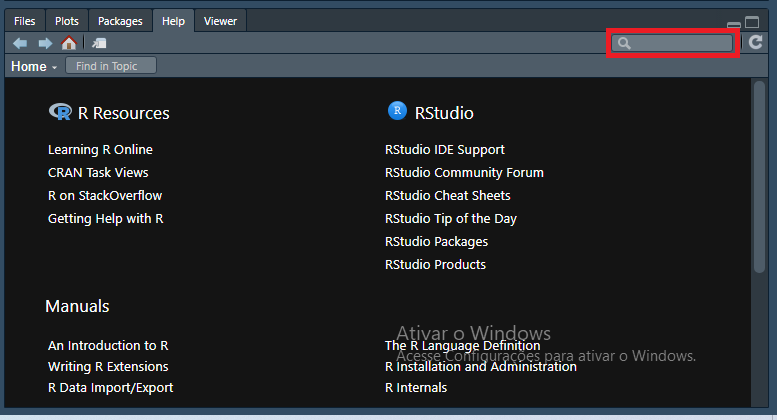 Files Plots Packages Help Viewer
Home Find in Topic
R Resources
Learning R Online
CRAN Task Views
R on StackOverflow
Getting Help with R
R RStudio
RStudio IDE Support
RStudio Community Forum
RStudio Cheat Sheets
RStudio Tip of the Day
RStudio Packages
RStudio Products
Manuals
An Introduction to R
Writing R Extensions
R Data Import/Export
The R Language Definition
R Installation and Administration
R Internals
Ativar o Windows
Acesse Configurações para ativar o Windows.